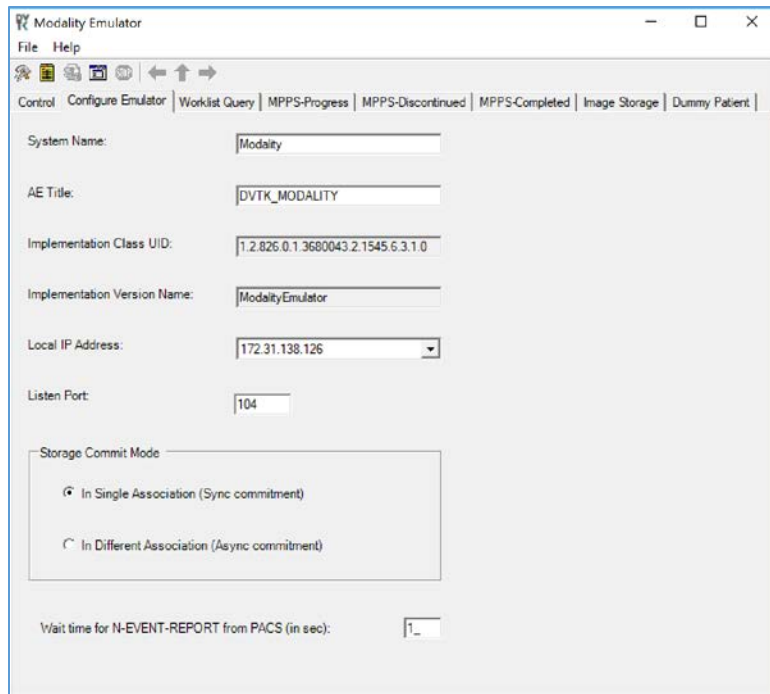 Modality Emulator
File Help
Control Configure Emulator Worklist Query MPPS-Progress MPPS-Discontinued MPPS-Completed Image Storage Dummy Patient
System Name: Modality
AE Title: DVTK_MODALITY
Implementation Class UID: 1.2.826.0.1.3680043.2.1545.6.3.1.0
Implementation Version Name: ModalityEmulator
Local IP Address: 172.31.138.126
Listen Port: 104
Storage Commit Mode
In Single Association (Sync commitment)
In Different Association (Async commitment)
Wait time for N-EVENT-REPORT from PACS (in sec): 1_